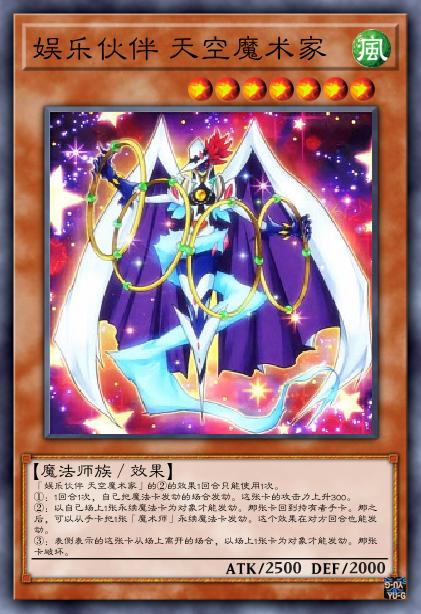 娱乐伙伴 天空魔术家
風
【魔法师族／效果】
「娱乐伙伴 天空魔术家」的②的效果1回合只能使用1次。
①：1回合1次，自己把魔法卡发动的场合发动。这张卡的攻击力上升300。
②：以自己场上1张永续魔法卡为对象才能发动。那张卡回到持有者手卡。那之
后，可以从手卡把1张「魔术师」永续魔法卡发动。这个效果在对方回合也能发
动。
③：表侧表示的这张卡从场上离开的场合，以场上1张卡为对象才能发动。那张
卡破坏。
ATK/2500 DEF/2000